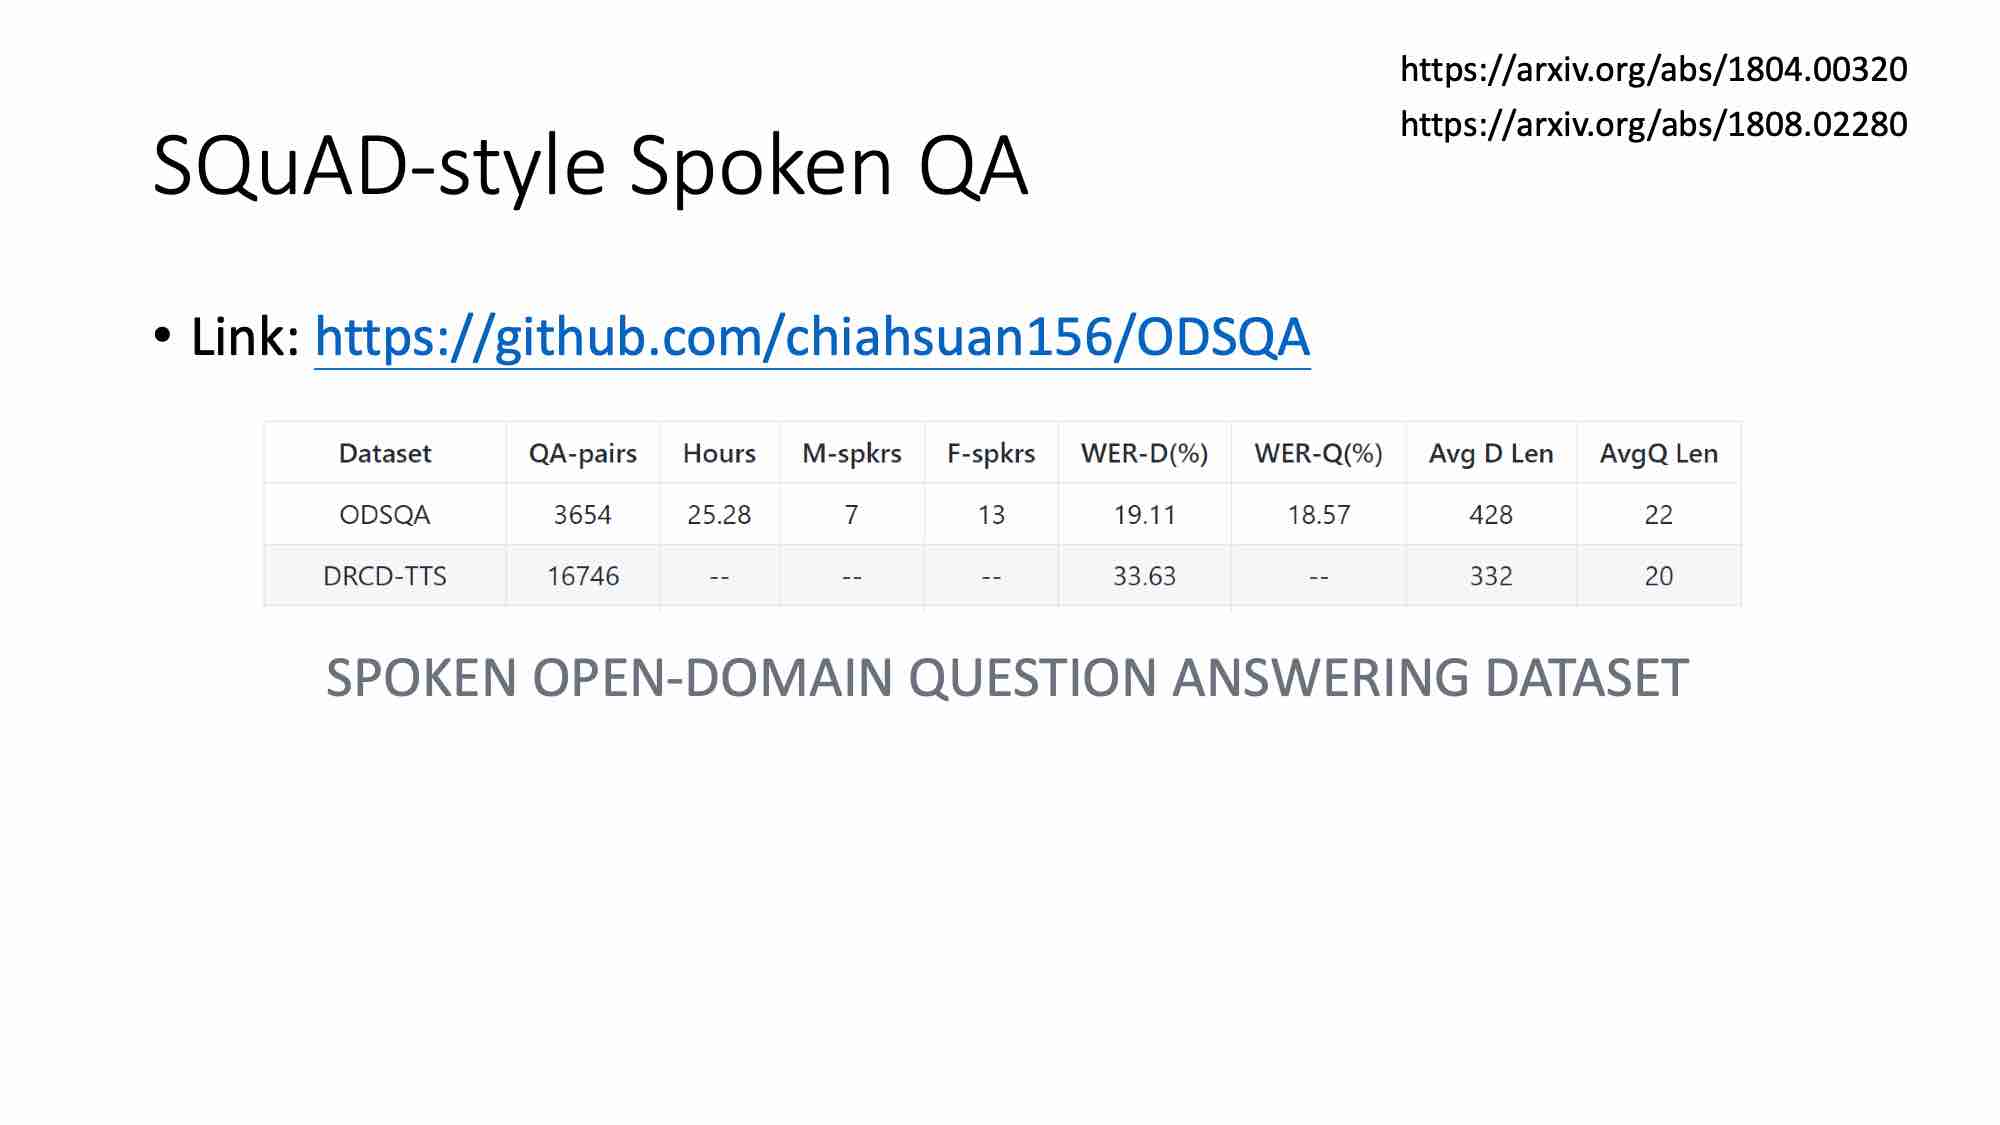 https://arxiv.org/abs/1804.00320
https://arxiv.org/abs/1808.02280
SQuAD-style Spoken QA
• Link: https://github.com/chiahsuan156/ODSQA
Dataset QA-pairs Hours M-spkrs F-spkrs WER-D(%) WER-Q(%) Avg D Len AvgQ Len
ODSQA 3654 25.28 7 13 19.11 18.57 428 22
DRCD-TTS 16746 -- -- -- 33.63 -- 332 20
SPOKEN OPEN-DOMAIN QUESTION ANSWERING DATASET